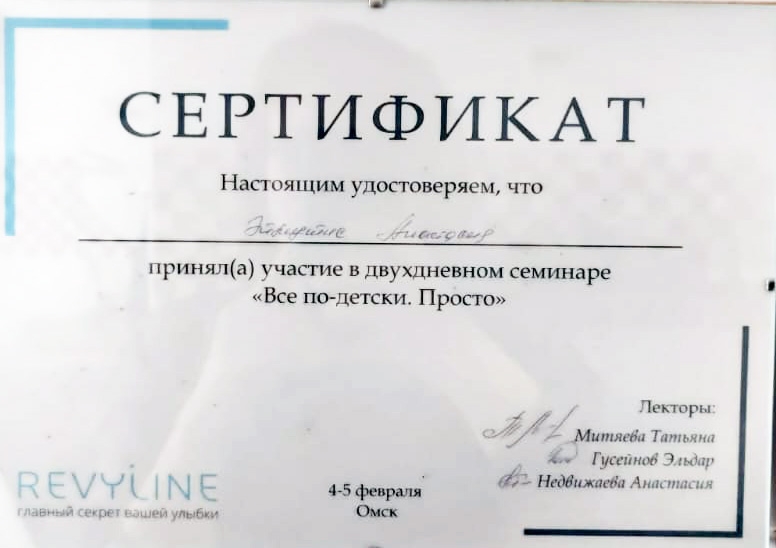 СЕРТИФИКАТ
Настоящим удостоверяем, что
Анастасия
принял(а) участие в двухдневном семинаре
«Все по-детски. Просто»
Лекторы:
Митяева Татьяна
Гусейнов Эльдар
Недвижаева Анастасия
REVYLINE
главный секрет вашей улыбки
4-5 февраля
Омск